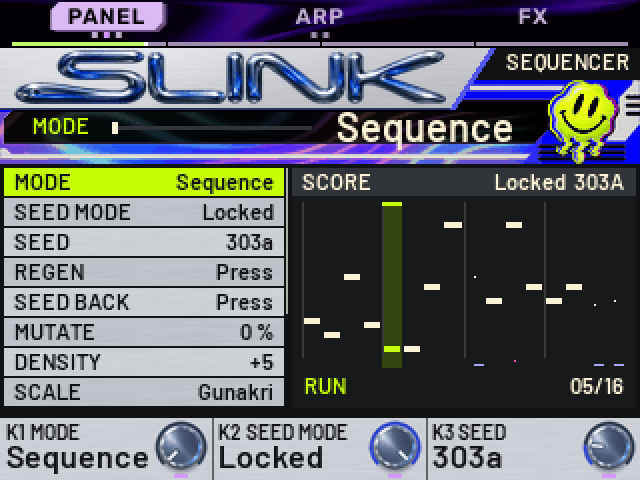 PANEL ARP FX
SLINK
SEQUENCER
MODE Sequence
MODE Sequence
SEED MODE Locked
SEED 303a
REGEN Press
SEED BACK Press
MUTATE 0 %
DENSITY +5
SCALE Gunakri
SCORE Locked 303A
RUN 05/16
K1 MODE
Sequence
K2 SEED MODE
Locked
K3 SEED
303a